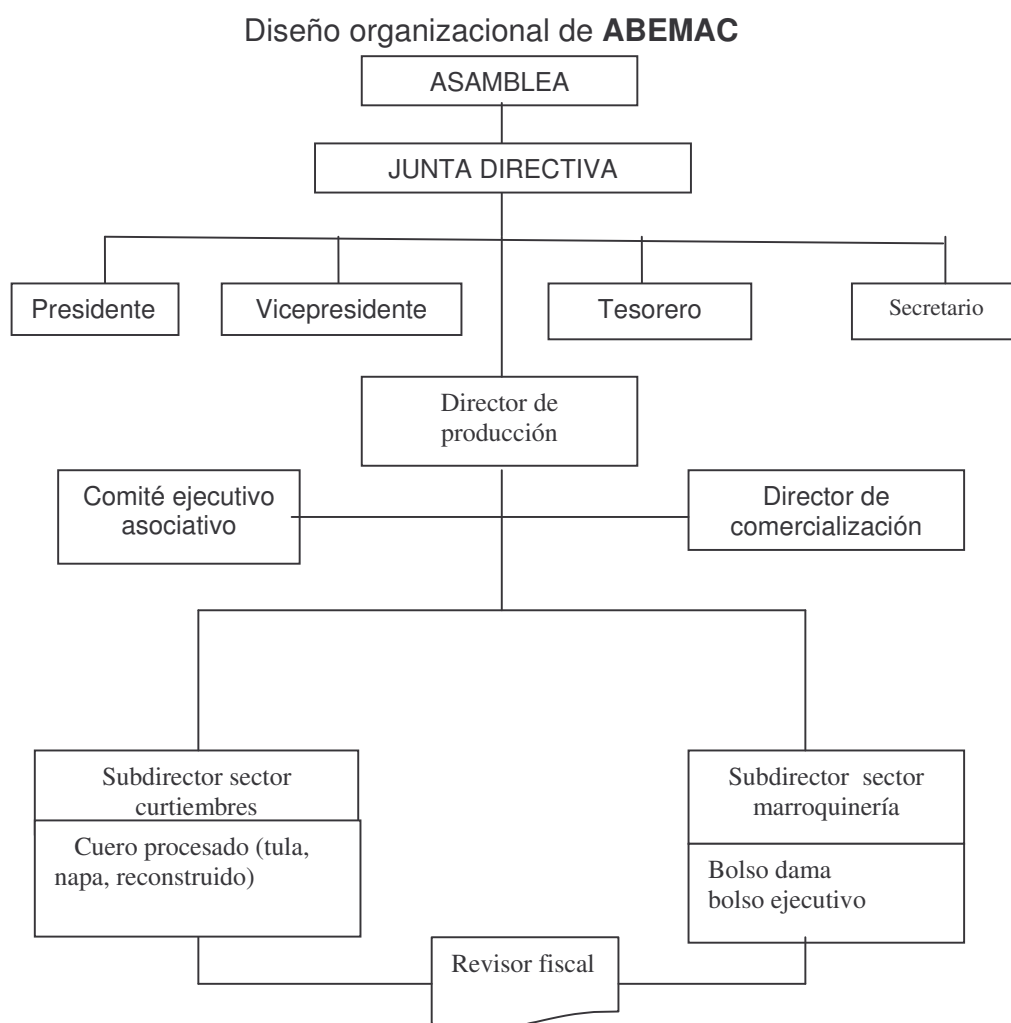 Diseño organizacional de ABEMAC
ASAMBLEA
JUNTA DIRECTIVA
Presidente
Vicepresidente
Tesorero
Secretario
Director de
producción
Comité ejecutivo
asociativo
Director de
comercialización
Subdirector sector
curtiembres
Cuero procesado (tula,
napa, reconstruido)
Subdirector sector
marroquinería
Bolso dama
bolso ejecutivo
Revisor fiscal